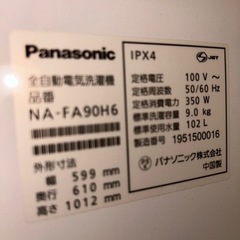 Panasonic
全自動電気洗濯機
品番
NA-FA90H6
外形寸法
幅 599 mm
奥行 610 mm
高さ 1012 mm
IPX4
JET
定格電圧 100 V～
定格周波数 50/60 Hz
定格消費電力 350 W
標準洗濯容量 9.0 kg
標準使用水量 102 L
製造番号 1951500016
パナソニック株式会社
中国製